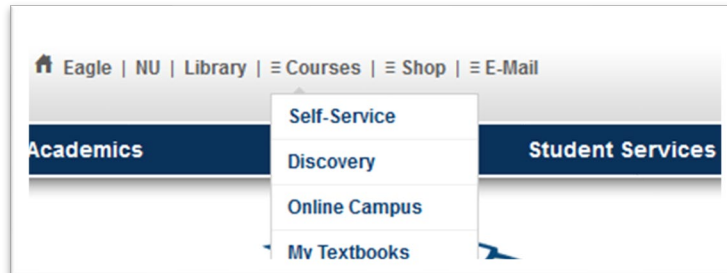 Eagle | NU | Library | ≡ Courses | ≡ Shop | ≡ E-Mail
Self-Service
Academics
Student Services
Discovery
Online Campus
My Textbooks